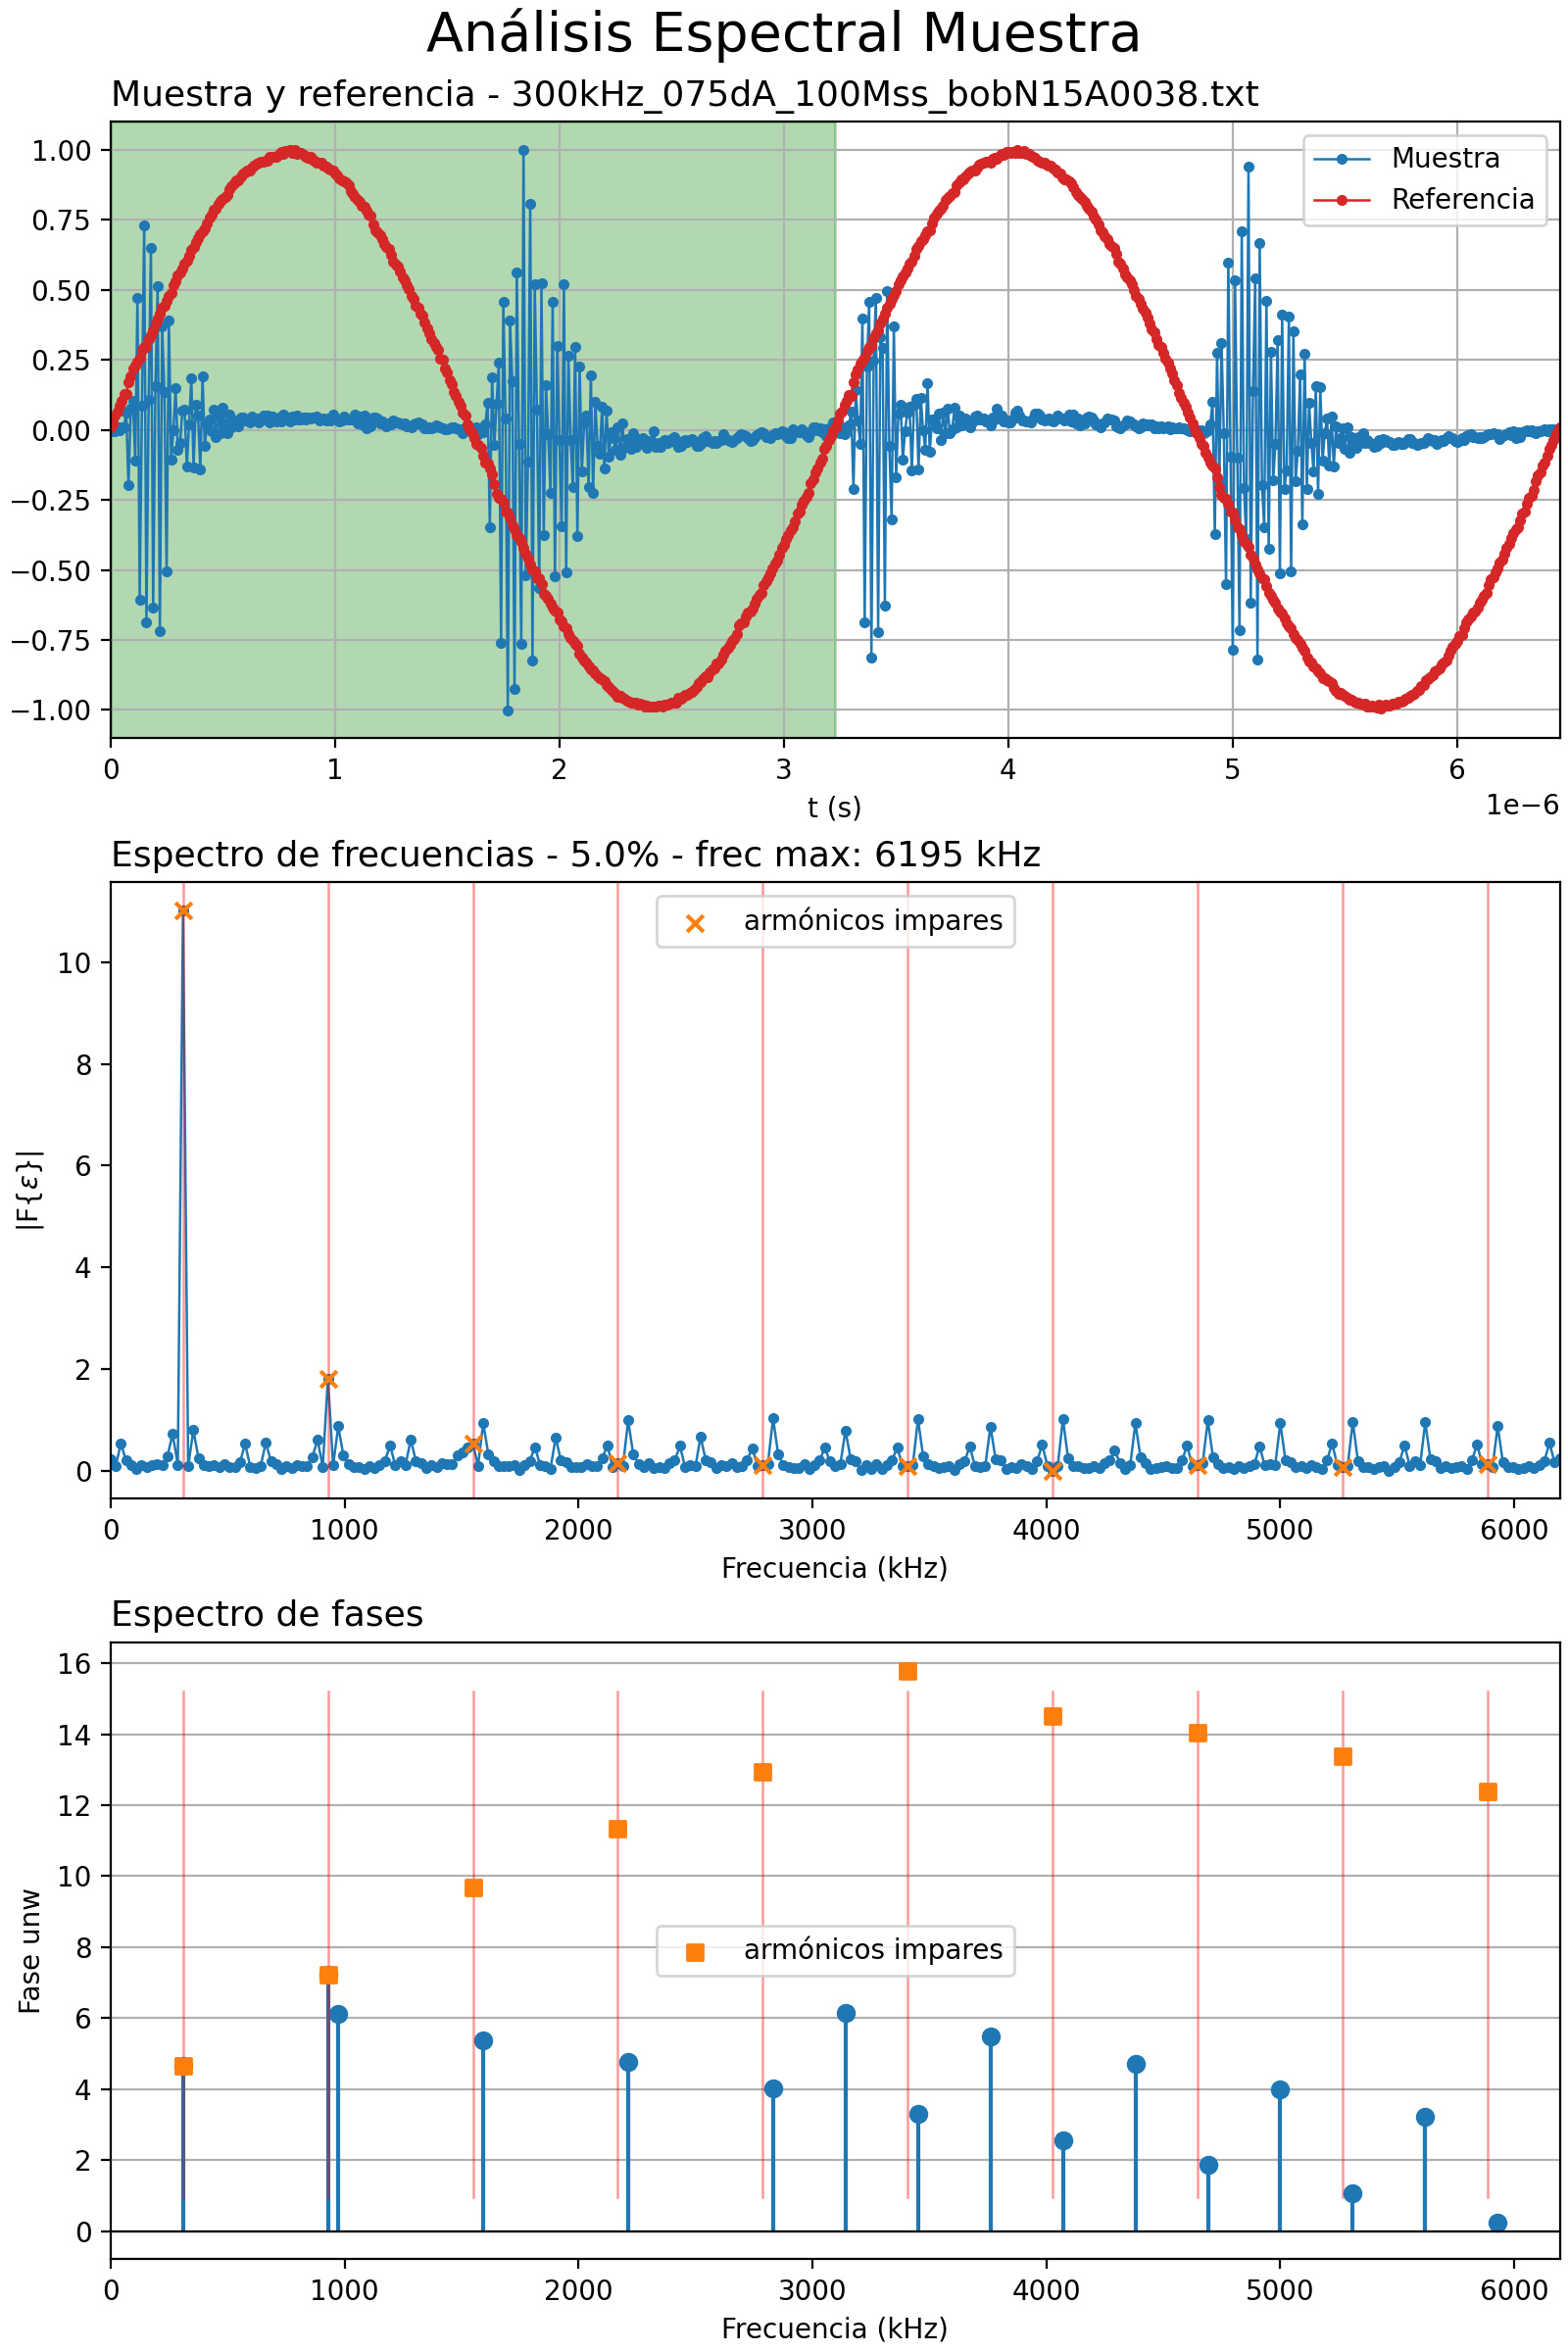 Análisis Espectral Muestra
Muestra y referencia - 300kHz_075dA_100Mss_bobN15A0038.txt
1.00
0.75
0.50
0.25
0.00
−0.25
−0.50
−0.75
−1.00
Muestra
Referencia
0 1 2 3 4 5 6
t (s)
1e−6
Espectro de frecuencias - 5.0% - frec max: 6195 kHz
10
8
6
4
2
0
|F{ε}|
armónicos impares
0 1000 2000 3000 4000 5000 6000
Frecuencia (kHz)
Espectro de fases
16
14
12
10
8
6
4
2
0
Fase unw
armónicos impares
0 1000 2000 3000 4000 5000 6000
Frecuencia (kHz)